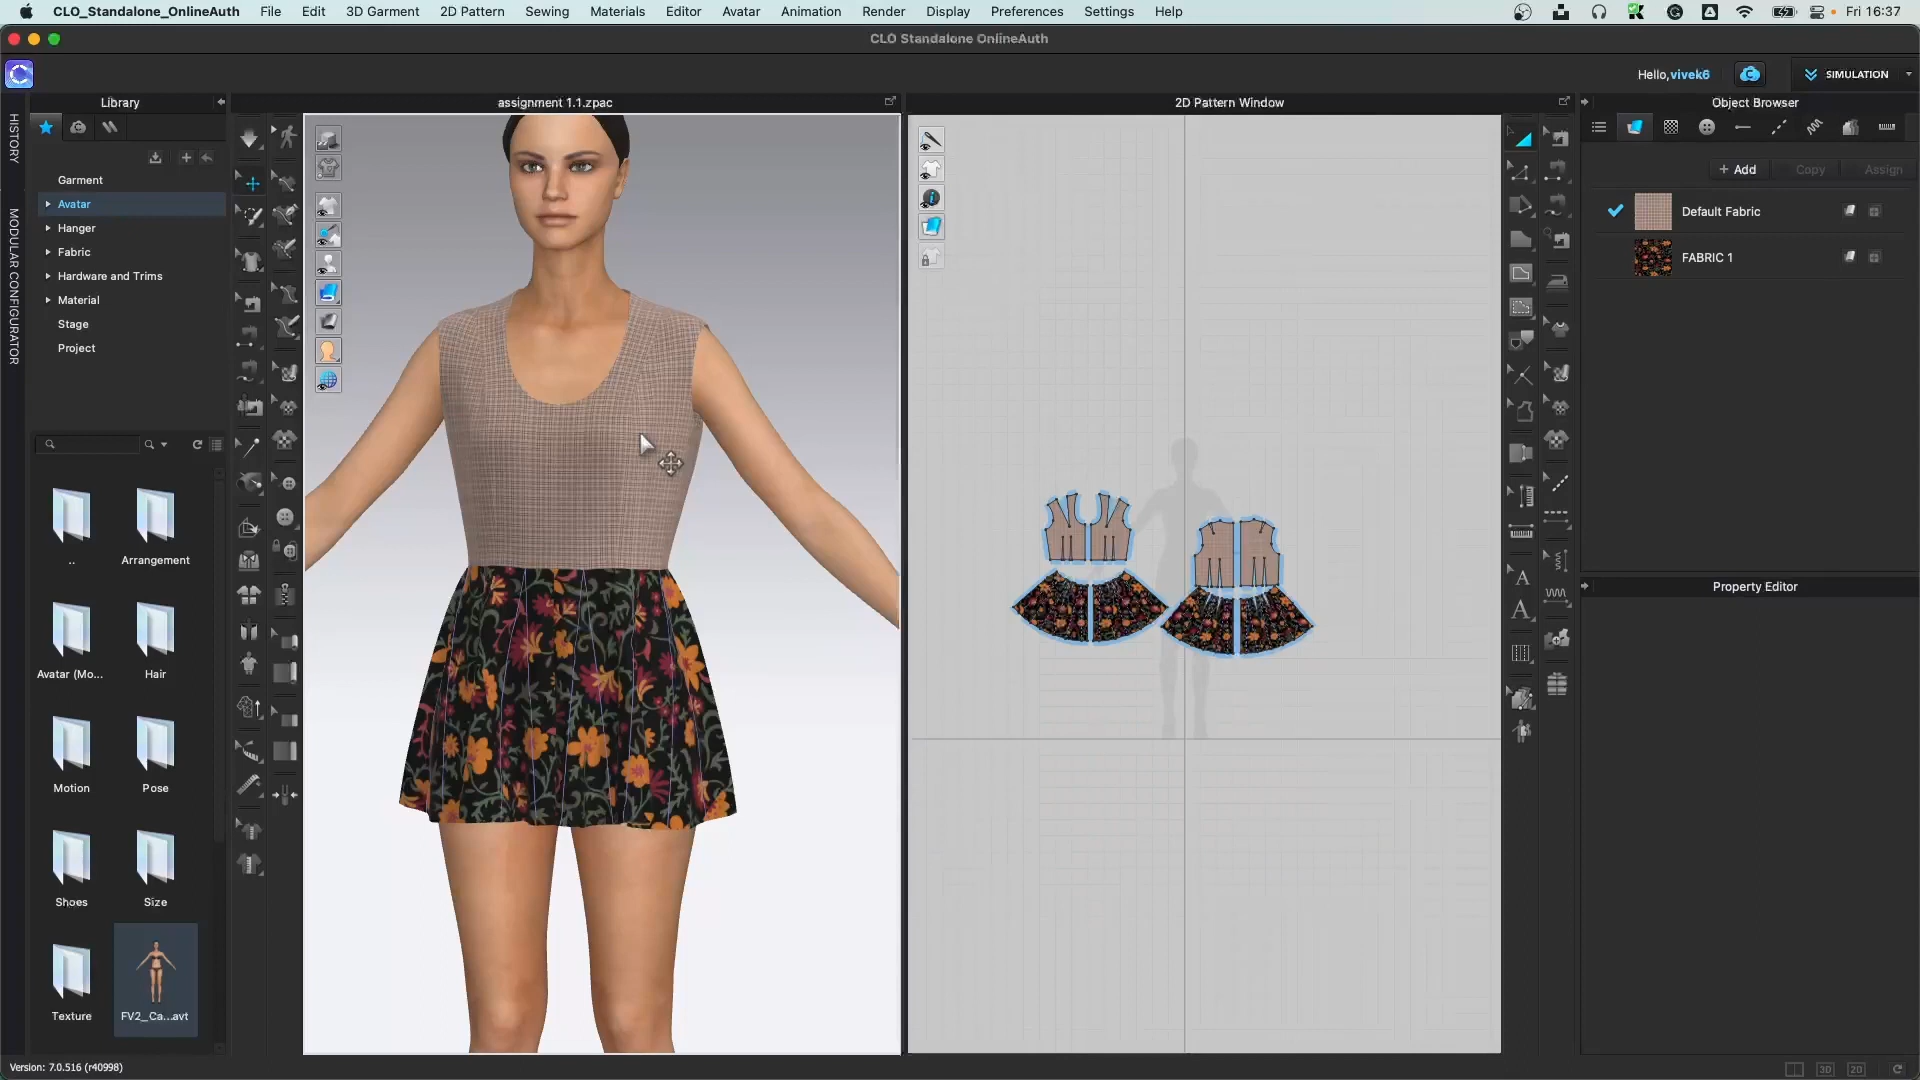 CLO_Standalone_OnlineAuth File Edit 3D Garment 2D Pattern Sewing Materials Editor Avatar Animation Render Display Preferences Settings Help Fri 16:37
CLO Standalone OnlineAuth
Hello,vivek6 SIMULATION
Library assignment 1.1.zpac 2D Pattern Window Object Browser
HISTORY
MODULAR CONFIGURATOR
+ Add Copy Assign
Garment
Avatar
Hanger
Fabric
Hardware and Trims
Material
Stage
Project
Default Fabric
FABRIC 1
.. Arrangement
Avatar (Mo... Hair
Motion Pose
Shoes Size
Texture FV2_Ca...avt
Property Editor
Version: 7.0.516 (r40998)
3D 2D